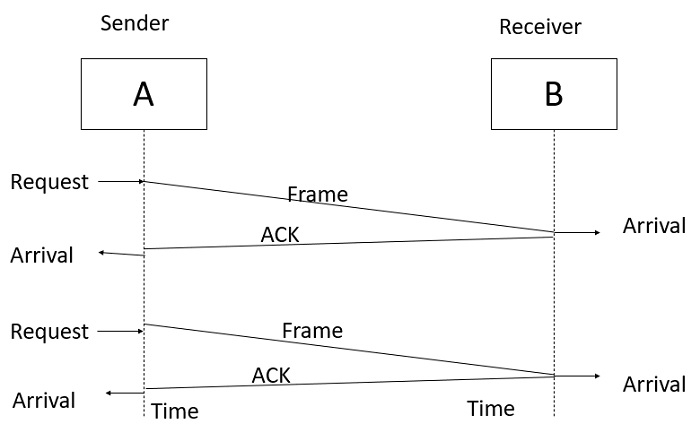 Sender
Receiver
A
B
Request
Frame
Arrival
ACK
Arrival
Request
Frame
ACK
Arrival
Arrival
Time
Time